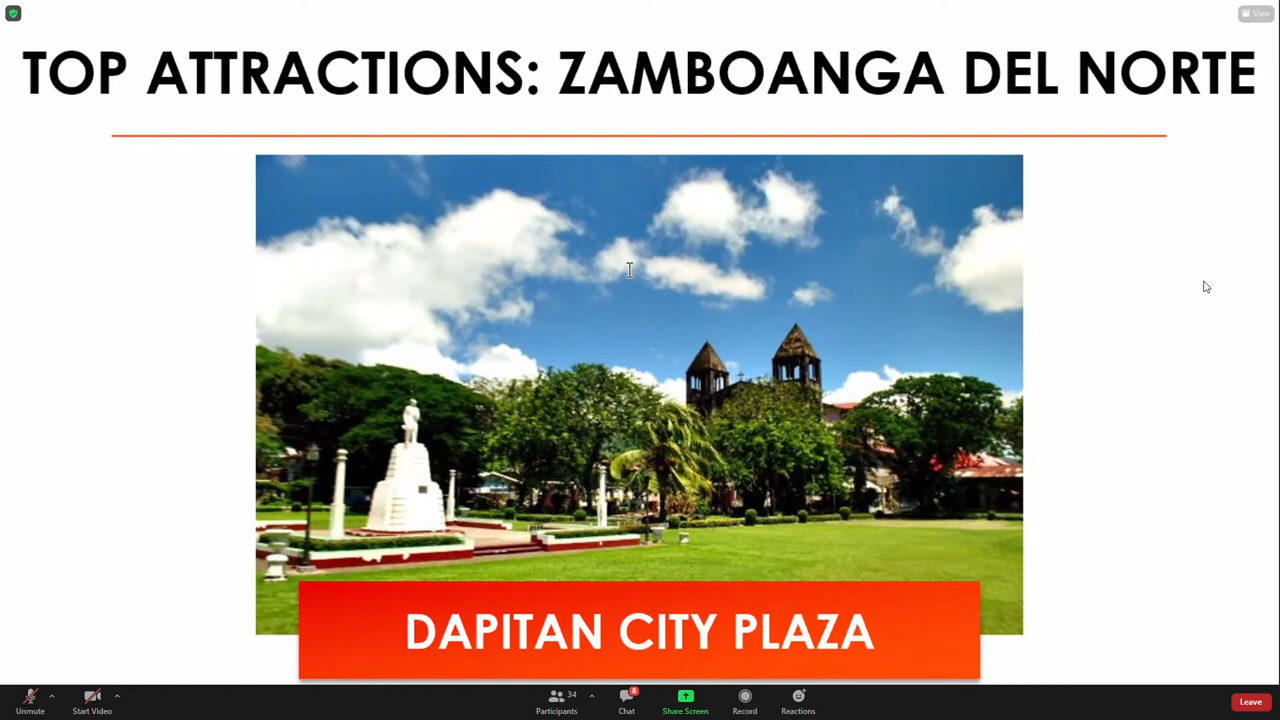 View
TOP ATTRACTIONS: ZAMBOANGA DEL NORTE
DAPITAN CITY PLAZA
Unmute
Start Video
34
Participants
8
Chat
Share Screen
Record
Reactions
Leave